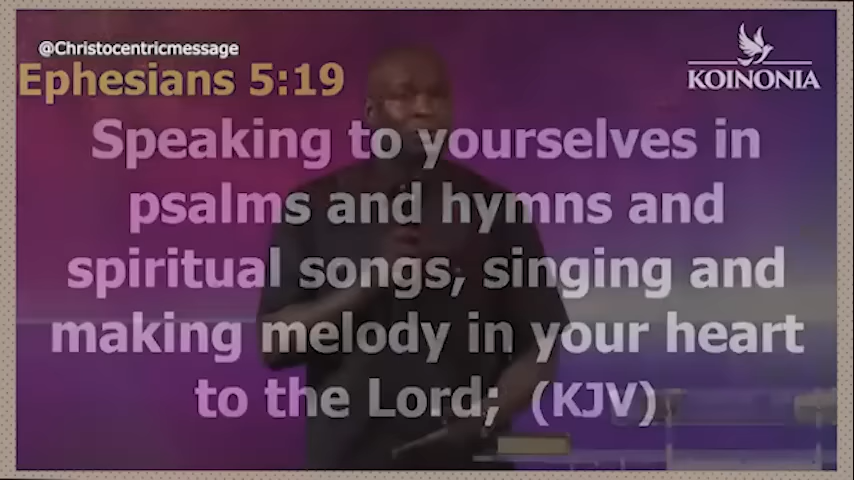 @Christocentricmessage
KOINONIA
Ephesians 5:19
Speaking to yourselves in
psalms and hymns and
spiritual songs, singing and
making melody in your heart
to the Lord; (KJV)